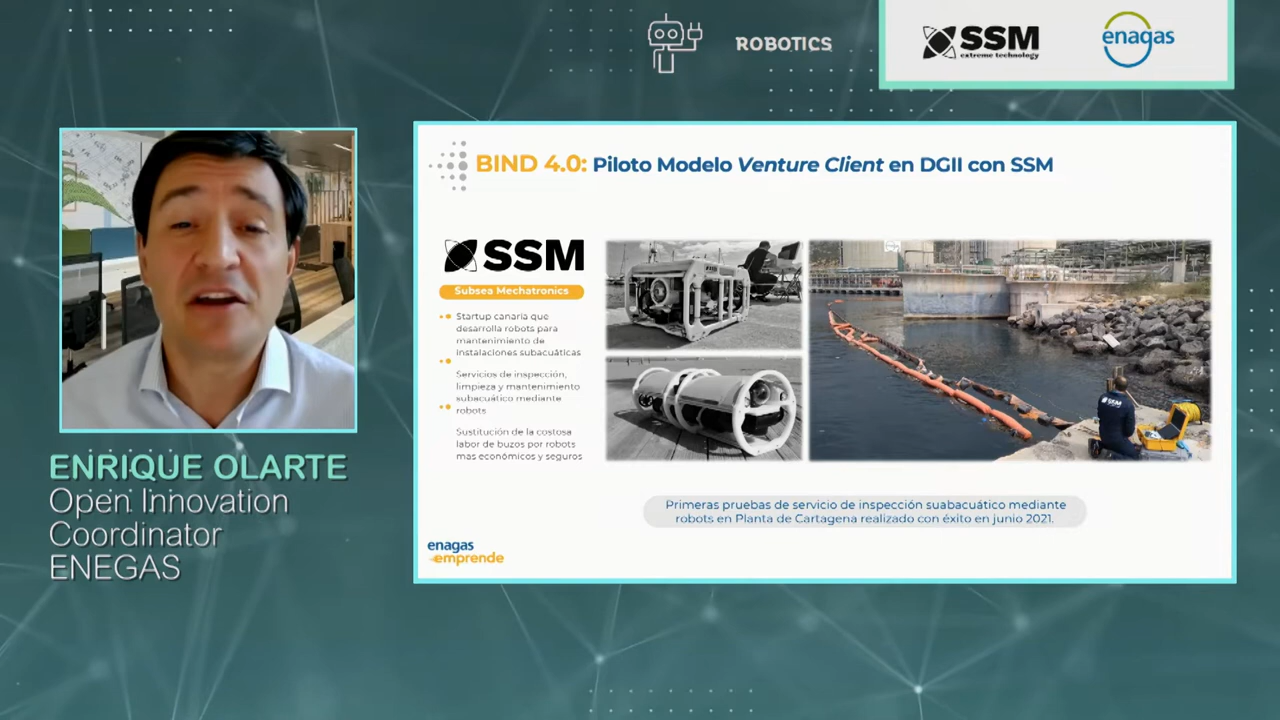 ROBOTICS
SSM
extreme technology
enagas
BIND 4.0: Piloto Modelo Venture Client en DGII con SSM
SSM
Subsea Mechatronics
Startup canaria que
desarrolla robots para
mantenimiento de
instalaciones subacuáticas
Servicios de inspección,
limpieza y mantenimiento
subacuático mediante
robots
Sustitución de la costosa
labor de buzos por robots
mas económicos y seguros
SSM
Primeras pruebas de servicio de inspección suabacuático mediante
robots en Planta de Cartagena realizado con éxito en junio 2021.
enagas
emprende
ENRIQUE OLARTE
Open Innovation
Coordinator
ENEGAS